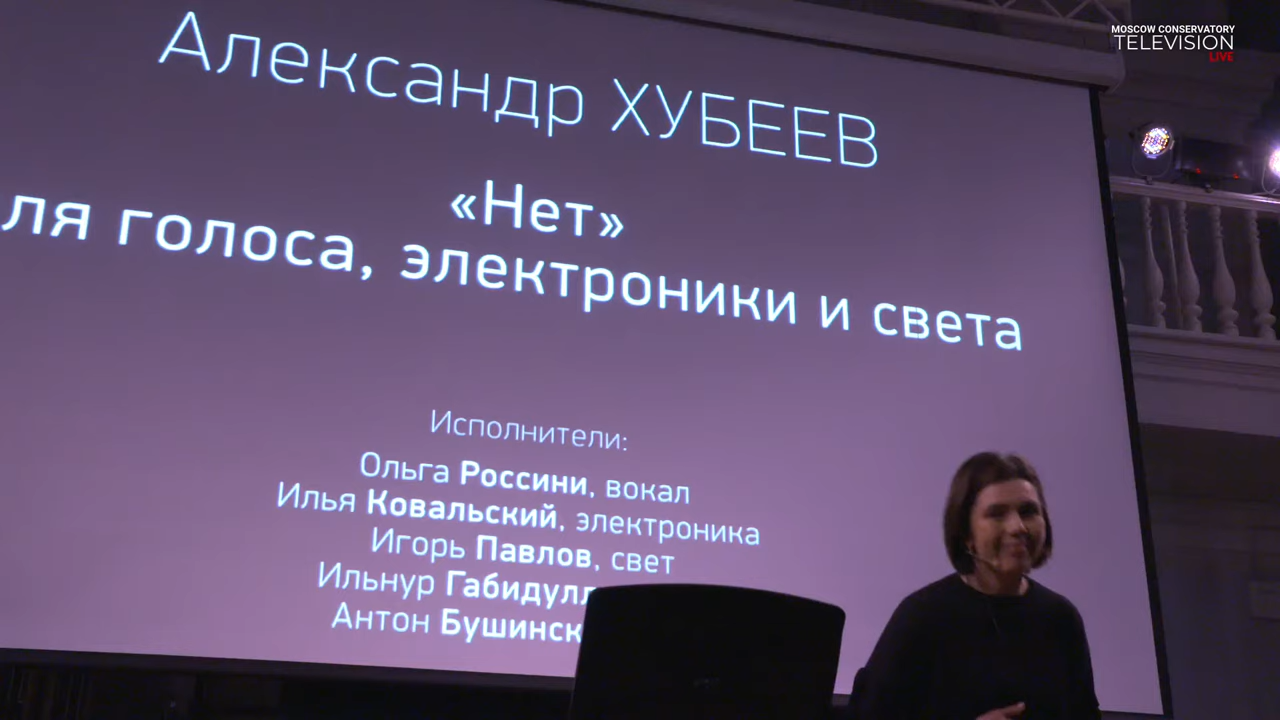 MOSCOW CONSERVATORY
TELEVISION
LIVE
Александр ХУБЕЕВ
«Нет»
голоса, электроники и света
Исполнители:
Ольга Россини, вокал
Илья Ковальский, электроника
Игорь Павлов, свет
Ильнур
Антон